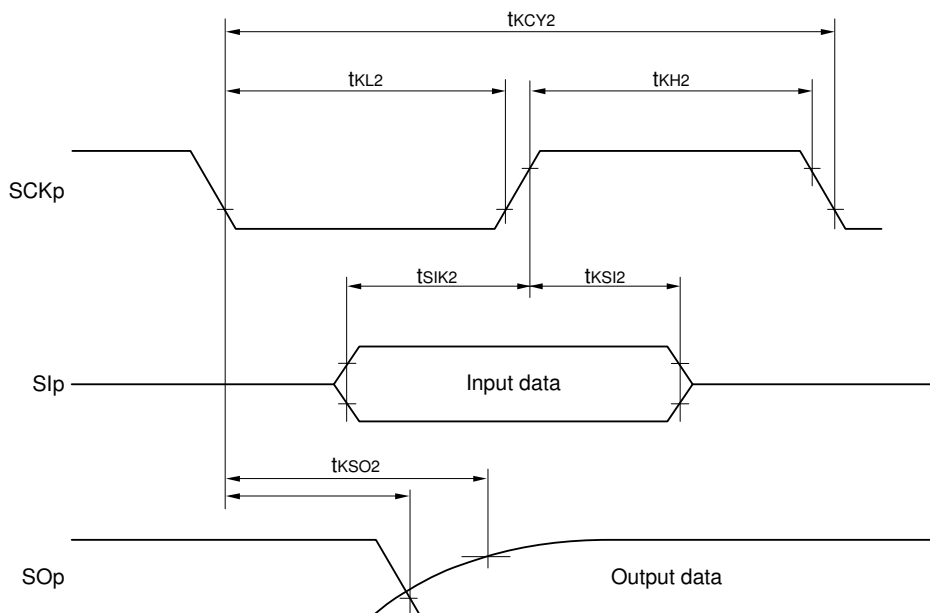 tKCY2
tKL2
tKH2
SCKp
tSIK2
tKSI2
SIp
Input data
tKSO2
SOp
Output data